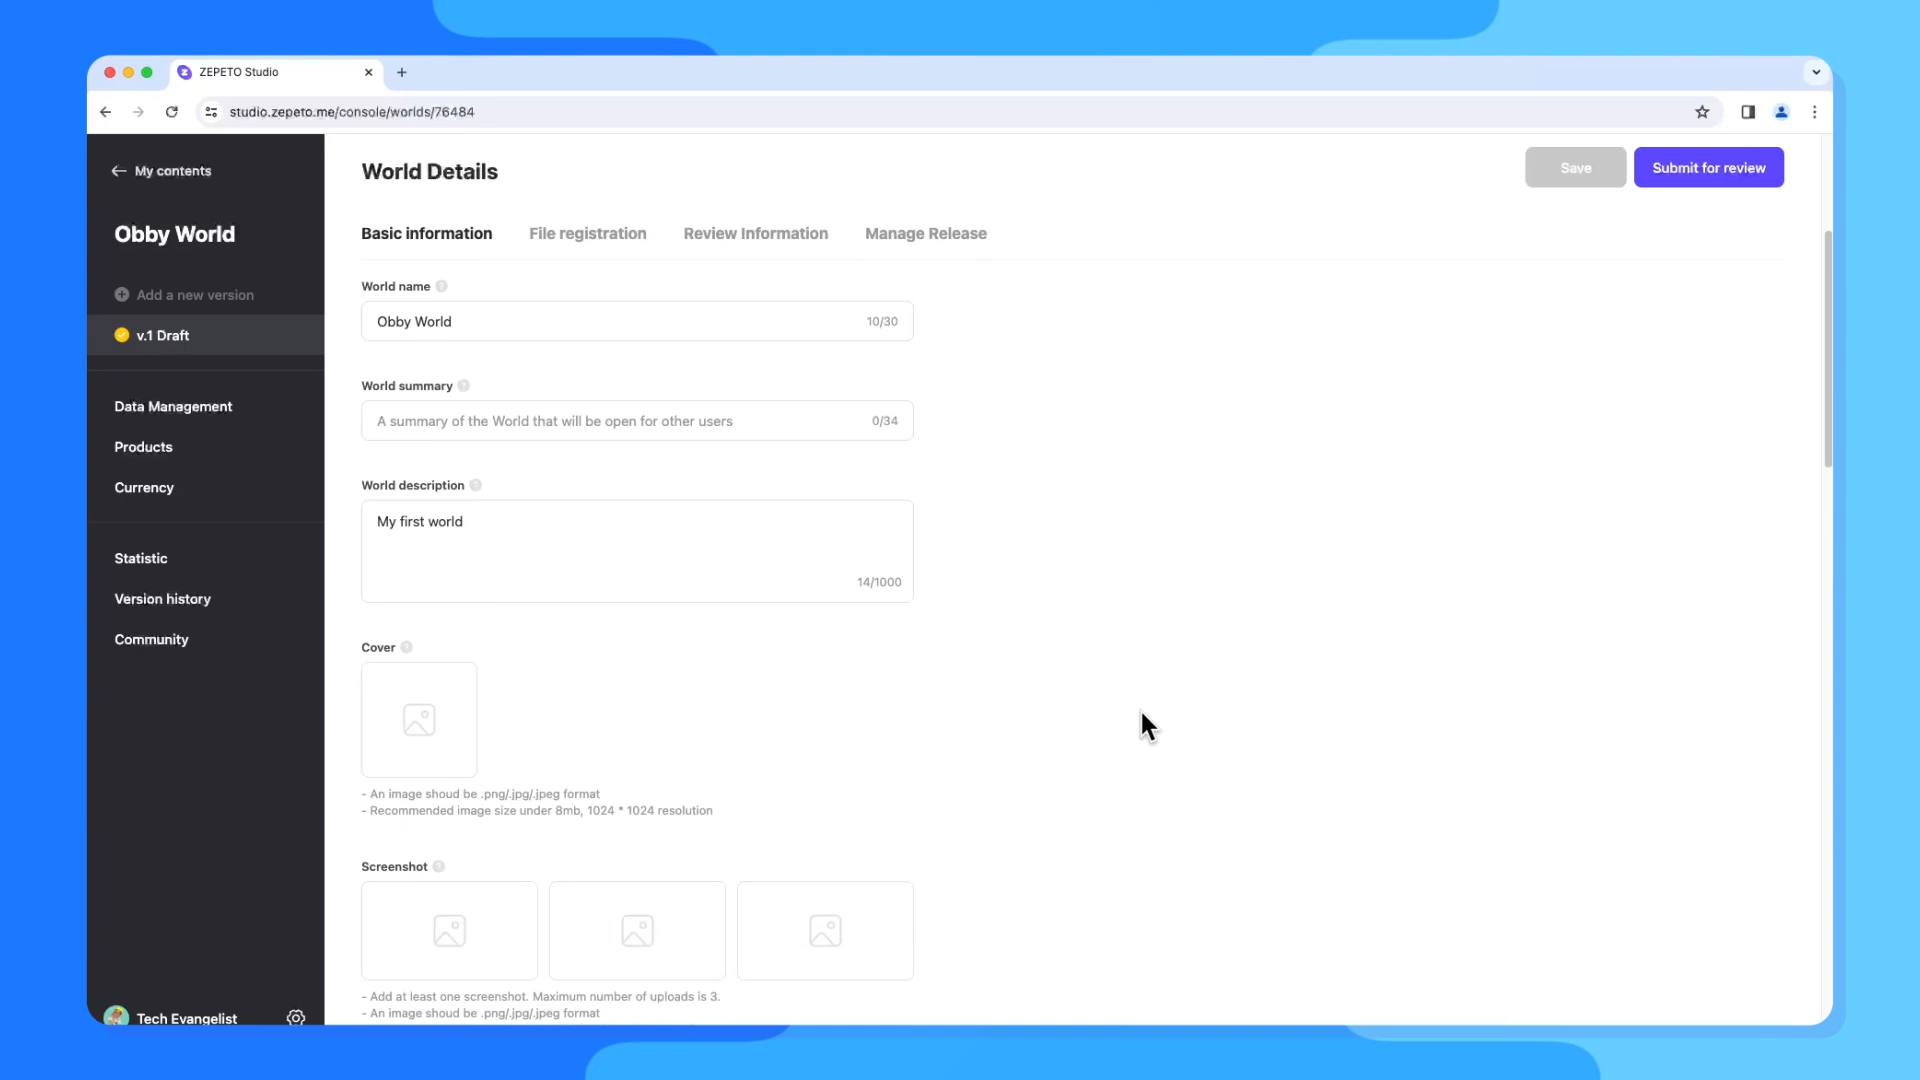 ZEPETO Studio
studio.zepeto.me/console/worlds/76484
My contents
Obby World
Add a new version
v.1 Draft
Data Management
Products
Currency
Statistic
Version history
Community
Tech Evangelist
World Details
Save
Submit for review
Basic information
File registration
Review Information
Manage Release
World name ?
Obby World
10/30
World summary ?
A summary of the World that will be open for other users
0/34
World description ?
My first world
14/1000
Cover ?
- An image shoud be .png/.jpg/.jpeg format
- Recommended image size under 8mb, 1024 * 1024 resolution
Screenshot ?
- Add at least one screenshot. Maximum number of uploads is 3.
- An image shoud be .png/.jpg/.jpeg format